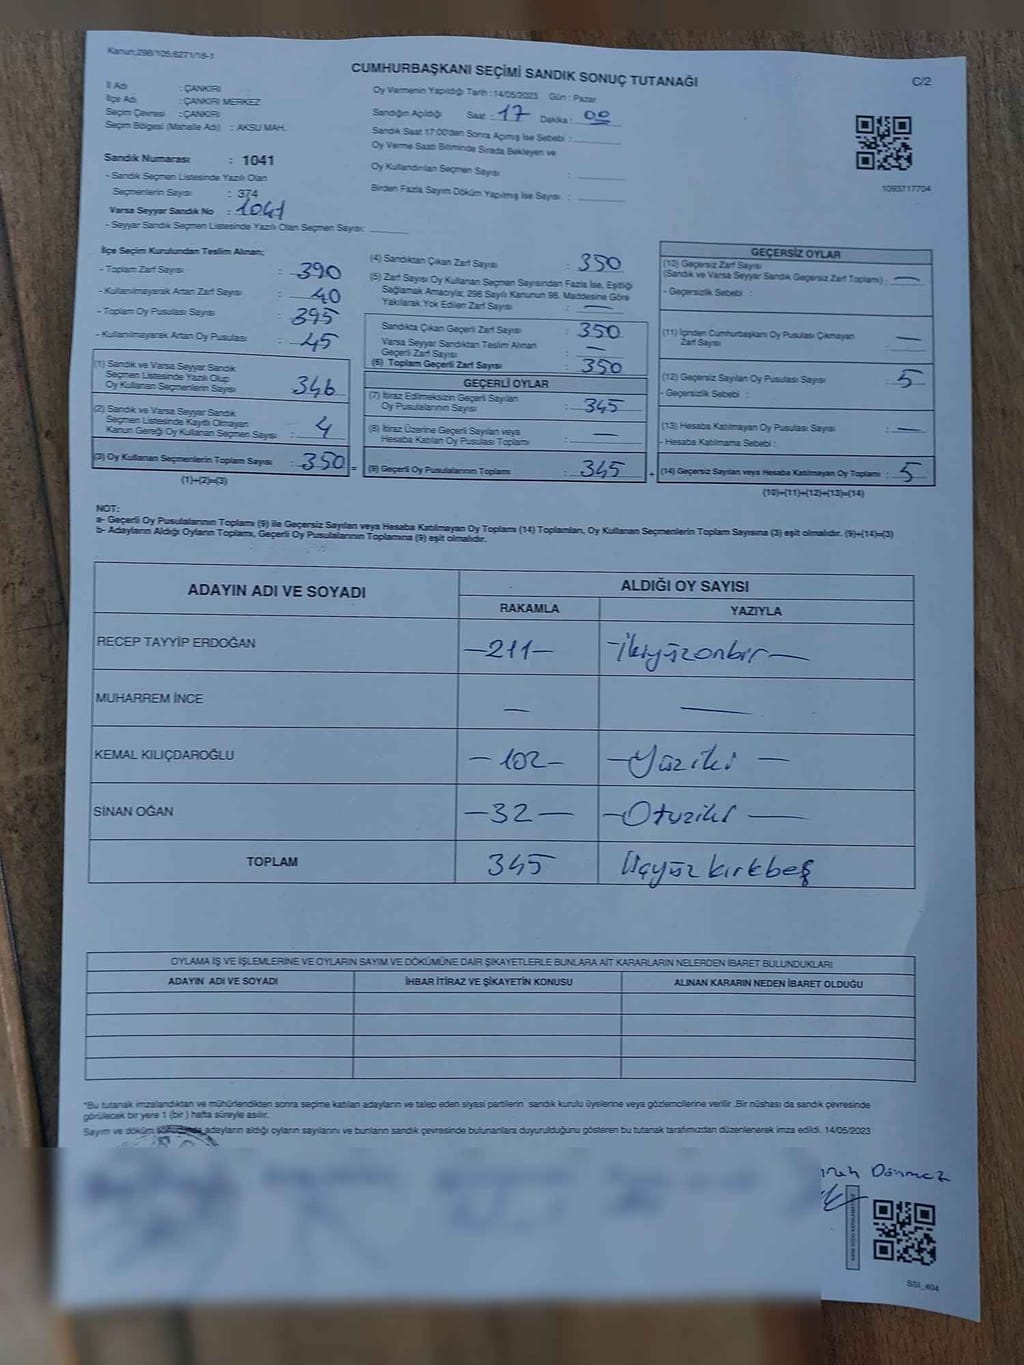 Kanun:298/105;6271/18-1
CUMHURBAŞKANI SEÇİMİ SANDIK SONUÇ TUTANAĞI
C/2
İl Adı : ÇANKIRI
İlçe Adı : ÇANKIRI MERKEZ
Seçim Çevresi : ÇANKIRI
Seçim Bölgesi (Mahalle Adı) : AKSU MAH.
Sandık Numarası : 1041
- Sandık Seçmen Listesinde Yazılı Olan
Seçmenlerin Sayısı : 374
Varsa Seyyar Sandık No : 1041
- Seyyar Sandık Seçmen Listesinde Yazılı Olan Seçmen Sayısı:
Oy Vermenin Yapıldığı Tarih : 14/05/2023 Gün : Pazar
Sandığın Açıldığı Saat : 17 Dakika : 00
Sandık Saat 17:00'den Sonra Açılmış İse Sebebi :
Oy Verme Saati Bitiminde Sırada Bekleyen ve
Oy Kullandırılan Seçmen Sayısı :
Birden Fazla Sayım Döküm Yapılmış İse Sayısı :
1093717704
İlçe Seçim Kurulundan Teslim Alınan;
- Toplam Zarf Sayısı : 390
- Kullanılmayarak Artan Zarf Sayısı : 40
- Toplam Oy Pusulası Sayısı : 395
- Kullanılmayarak Artan Oy Pusulası : 45
(1) Sandık ve Varsa Seyyar Sandık
Seçmen Listesinde Yazılı Olup
Oy Kullanan Seçmenlerin Sayısı : 346
(2) Sandık ve Varsa Seyyar Sandık
Seçmen Listesinde Kayıtlı Olmayan
Kanun Gereği Oy Kullanan Seçmen Sayısı : 4
(3) Oy Kullanan Seçmenlerin Toplam Sayısı : 350 =
(1)+(2)=(3)
(4) Sandıktan Çıkan Zarf Sayısı : 350
(5) Zarf Sayısı Oy Kullanan Seçmen Sayısından Fazla İse, Eşitliği
Sağlamak Amacıyla; 298 Sayılı Kanunun 98. Maddesine Göre
Yakılarak Yok Edilen Zarf Sayısı : —
Sandıkta Çıkan Geçerli Zarf Sayısı : 350
Varsa Seyyar Sandıktan Teslim Alınan
Geçerli Zarf Sayısı : —
(6) Toplam Geçerli Zarf Sayısı : 350
GEÇERLİ OYLAR
(7) İtiraz Edilmeksizin Geçerli Sayılan
Oy Pusulalarının Sayısı : 345
(8) İtiraz Üzerine Geçerli Sayılan veya
Hesaba Katılan Oy Pusulası Toplamı : —
(9) Geçerli Oy Pusulalarının Toplamı : 345 +
GEÇERSİZ OYLAR
(10) Geçersiz Zarf Sayısı
(Sandık ve Varsa Seyyar Sandık Geçersiz Zarf Toplamı) : —
- Geçersizlik Sebebi :
(11) İçinden Cumhurbaşkanı Oy Pusulası Çıkmayan
Zarf Sayısı : —
(12) Geçersiz Sayılan Oy Pusulası Sayısı : 5
- Geçersizlik Sebebi :
(13) Hesaba Katılmayan Oy Pusulası Sayısı : —
- Hesaba Katılmama Sebebi :
(14) Geçersiz Sayılan veya Hesaba Katılmayan Oy Toplamı : 5
(10)+(11)+(12)+(13)=(14)
NOT:
a- Geçerli Oy Pusulalarının Toplamı (9) ile Geçersiz Sayılan veya Hesaba Katılmayan Oy Toplamı (14) Toplamları, Oy Kullanan Seçmenlerin Toplam Sayısına (3) eşit olmalıdır. (9)+(14)=(3)
b- Adayların Aldığı Oyların Toplamı, Geçerli Oy Pusulalarının Toplamına (9) eşit olmalıdır.
ADAYIN ADI VE SOYADI
ALDIĞI OY SAYISI
RAKAMLA YAZIYLA
RECEP TAYYİP ERDOĞAN —211— —ikiyüzonbir—
MUHARREM İNCE — —
KEMAL KILIÇDAROĞLU —102— —Yüziki—
SİNAN OĞAN —32— —Otuziki—
TOPLAM 345 Üçyüzkırkbeş
OYLAMA İŞ VE İŞLEMLERİNE VE OYLARIN SAYIM VE DÖKÜMÜNE DAİR ŞİKAYETLERLE BUNLARA AİT KARARLARIN NELERDEN İBARET BULUNDUKLARI
ADAYIN ADI VE SOYADI İHBAR İTİRAZ VE ŞİKAYETİN KONUSU ALINAN KARARIN NEDEN İBARET OLDUĞU
*Bu tutanak imzalandıktan ve mühürlendikten sonra seçime katılan adayların ve talep eden siyasi partilerin sandık kurulu üyelerine veya gözlemcilerine verilir .Bir nüshası da sandık çevresinde
görülecek bir yere 1 (bir ) hafta süreyle asılır.
Sayım ve döküm adayların aldığı oyların sayılarını ve bunların sandık çevresinde bulunanlara duyurulduğunu gösteren bu tutanak tarafımızdan düzenlenerek imza edildi. 14/05/2023
Dönmez
SSI_404